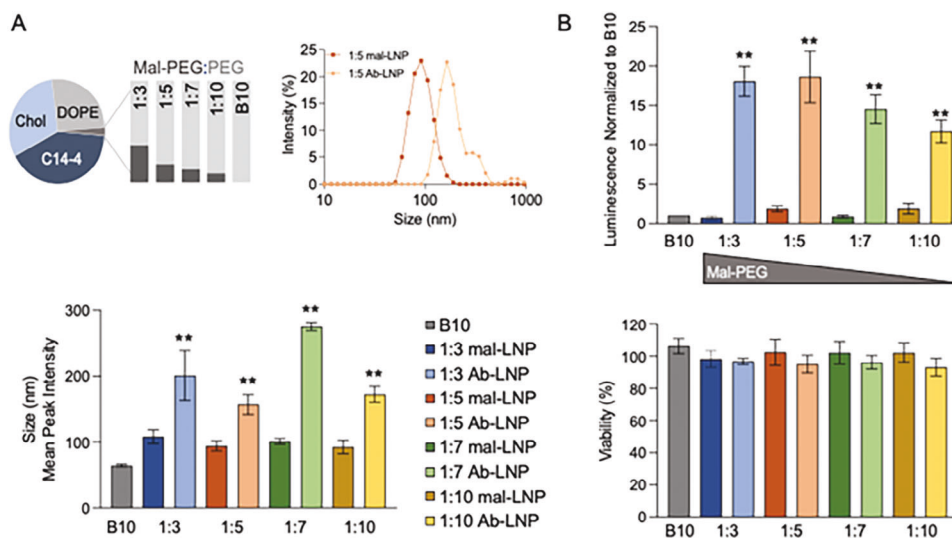 A
Mal-PEG:PEG
Chol
DOPE
C14-4
1:3
1:5
1:7
1:10
B10
1:5 mal-LNP
1:5 Ab-LNP
Intensity (%)
25
20
15
10
5
0
10
100
1000
Size (nm)
B
Luminescence Normalized to B10
25
20
15
10
5
0
**
**
**
**
B10
1:3
1:5
1:7
1:10
Mal-PEG
Size (nm)
Mean Peak Intensity
300
200
100
0
**
**
**
**
B10
1:3
1:5
1:7
1:10
B10
1:3 mal-LNP
1:3 Ab-LNP
1:5 mal-LNP
1:5 Ab-LNP
1:7 mal-LNP
1:7 Ab-LNP
1:10 mal-LNP
1:10 Ab-LNP
Viability (%)
120
100
80
60
40
20
0
B10
1:3
1:5
1:7
1:10